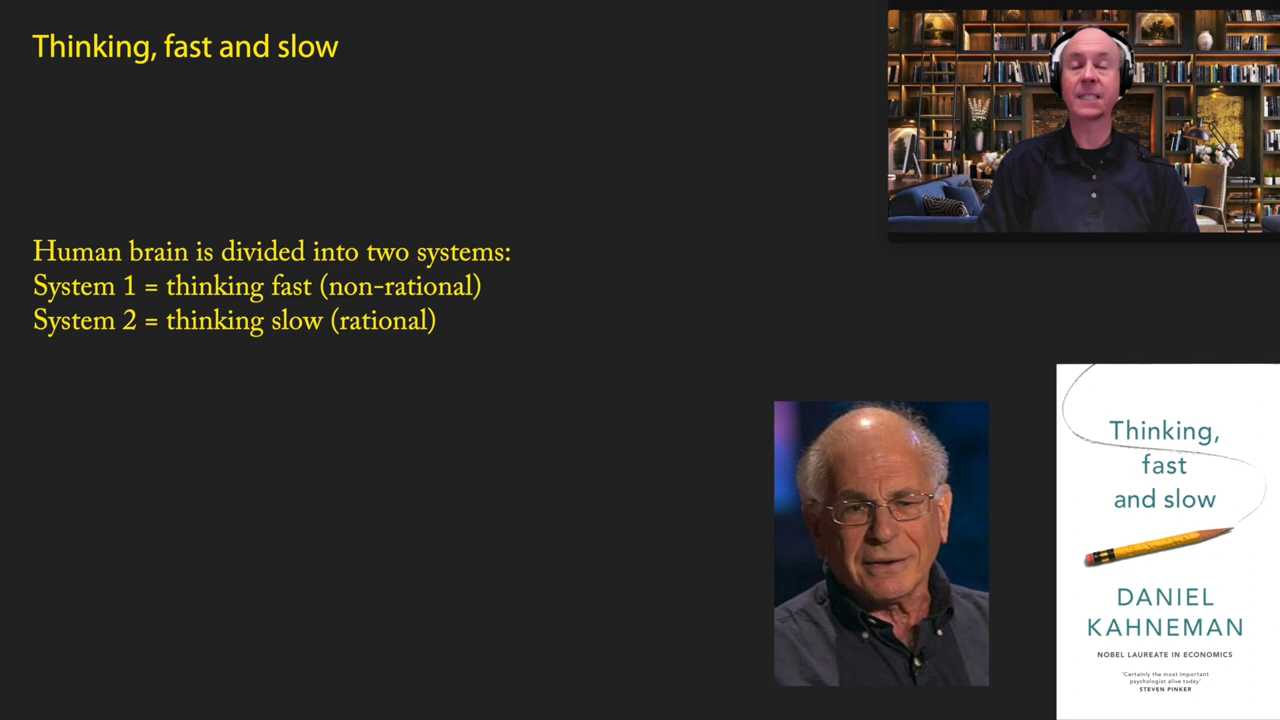 Thinking, fast and slow
Human brain is divided into two systems:
System 1 = thinking fast (non-rational)
System 2 = thinking slow (rational)
Thinking,
fast
and slow
DANIEL
KAHNEMAN
NOBEL LAUREATE IN ECONOMICS
'Certainly the most important
psychologist alive today'
STEVEN PINKER